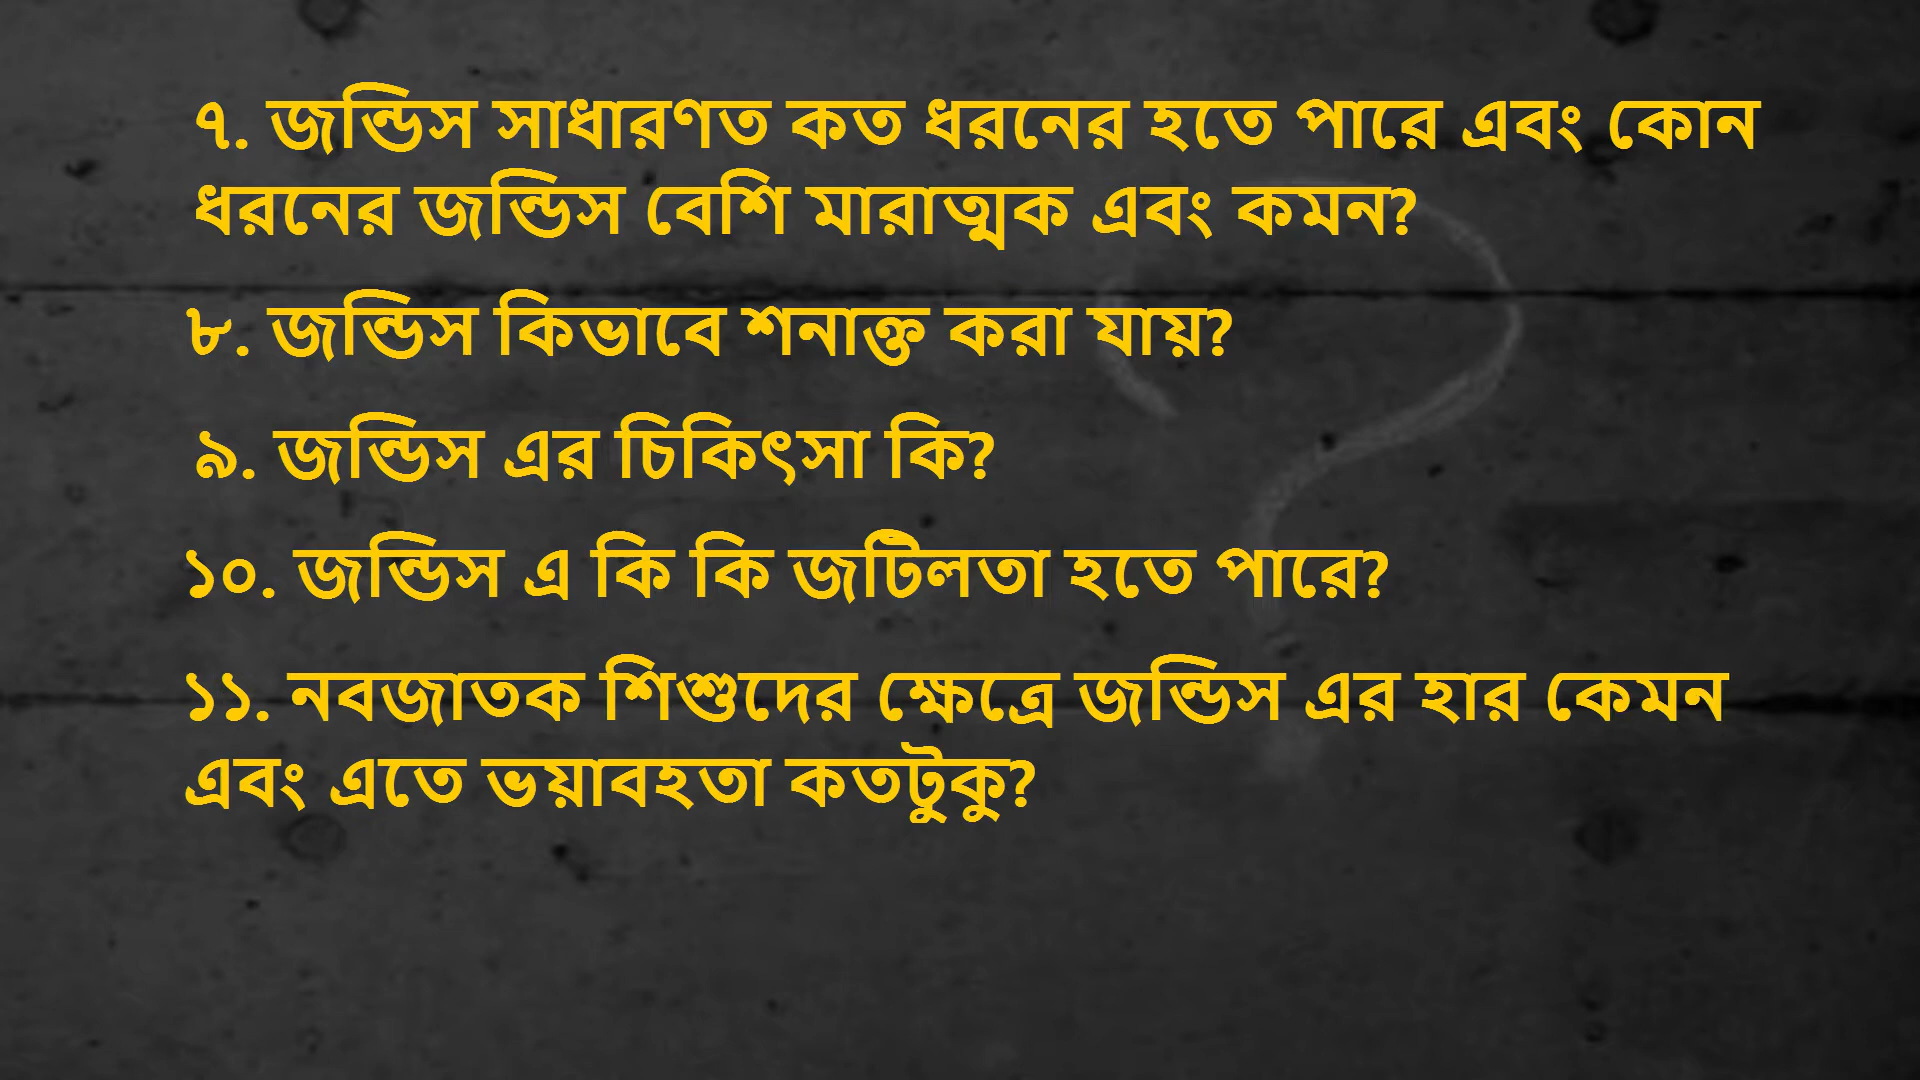 ৭. জন্ডিস সাধারণত কত ধরনের হতে পারে এবং কোন
ধরনের জন্ডিস বেশি মারাত্মক এবং কমন?
৮. জন্ডিস কিভাবে শনাক্ত করা যায়?
৯. জন্ডিস এর চিকিৎসা কি?
১০. জন্ডিস এ কি কি জটিলতা হতে পারে?
১১. নবজাতক শিশুদের ক্ষেত্রে জন্ডিস এর হার কেমন
এবং এতে ভয়াবহতা কতটুকু?